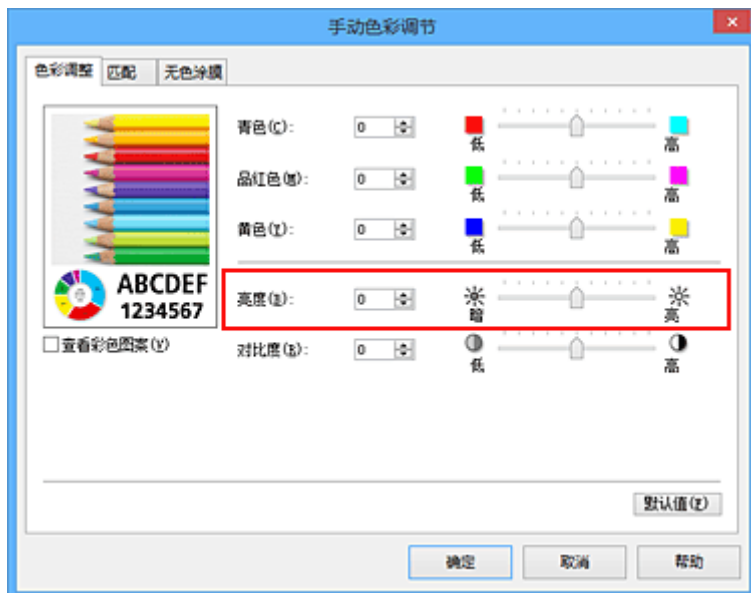 手动色彩调节
色彩调整 匹配 无色涂膜
青色(C): 0 低 高
品红色(M): 0 低 高
黄色(Y): 0 低 高
ABCDEF
1234567
亮度(B): 0 暗 亮
查看彩色图案(Y)
对比度(R): 0 低 高
默认值(F)
确定 取消 帮助